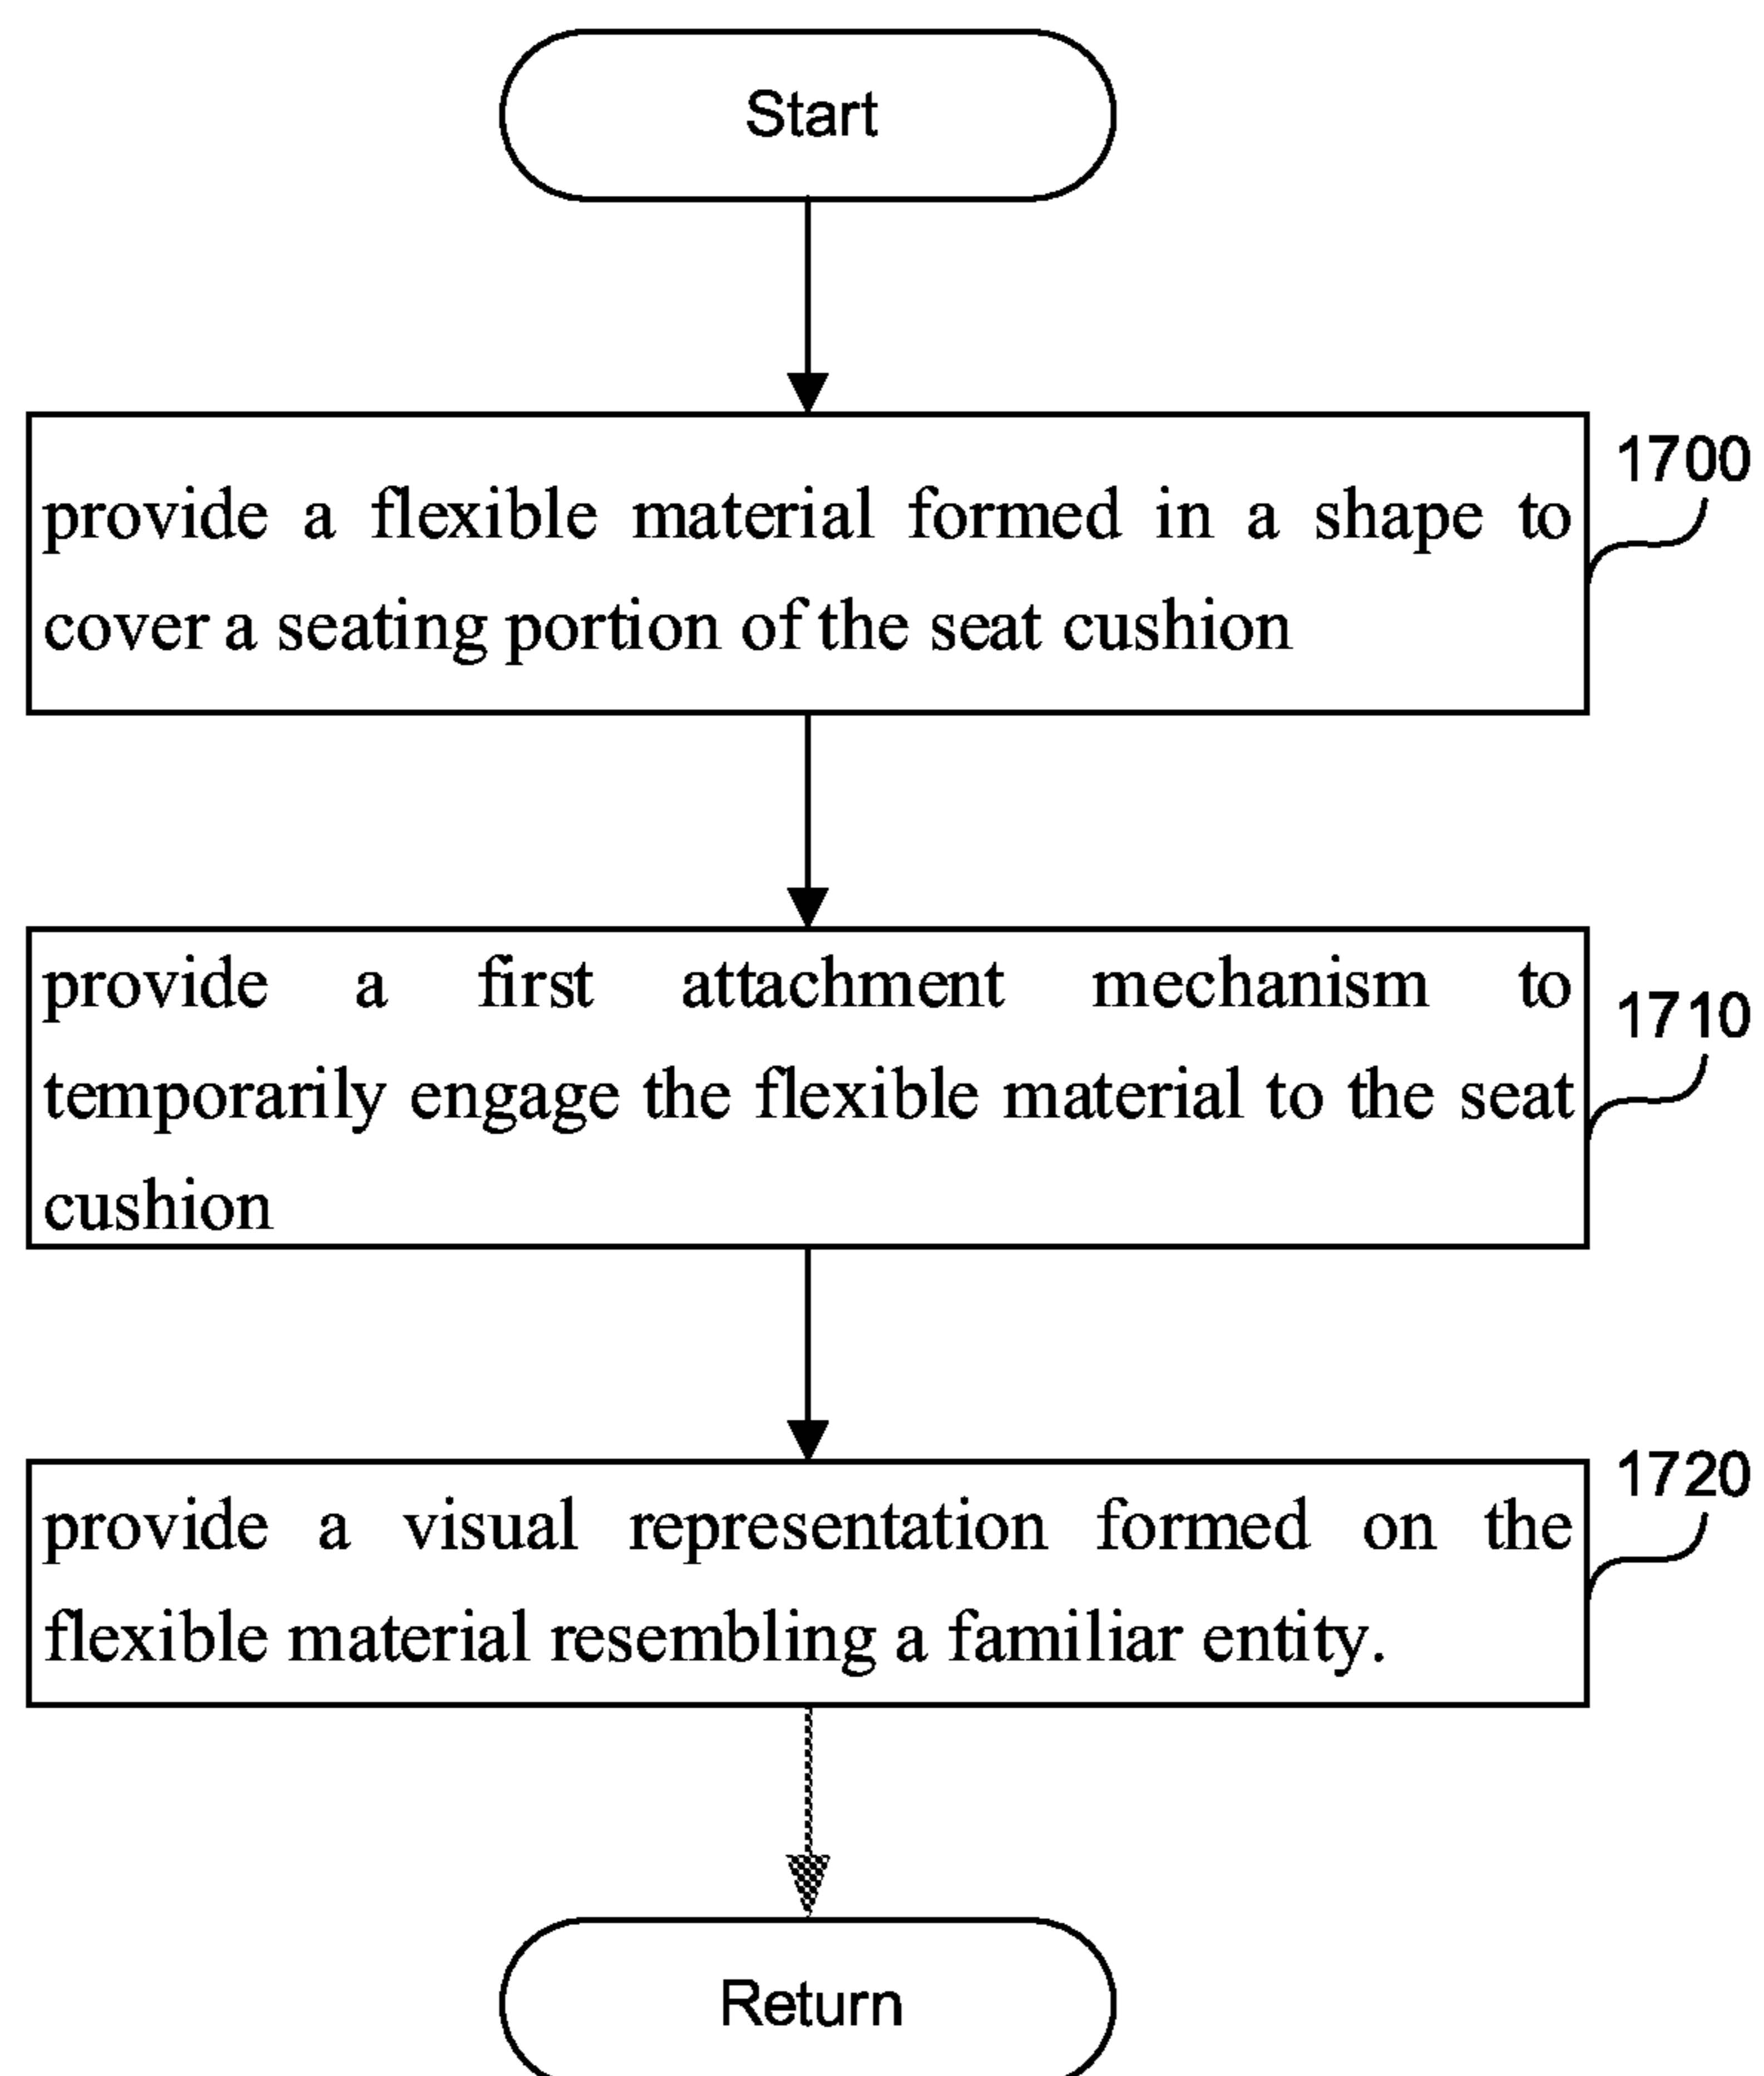 Start
1700
provide a flexible material formed in a shape to
cover a seating portion of the seat cushion
1710
provide a first attachment mechanism to
temporarily engage the flexible material to the seat
cushion
1720
provide a visual representation formed on the
flexible material resembling a familiar entity.
Return